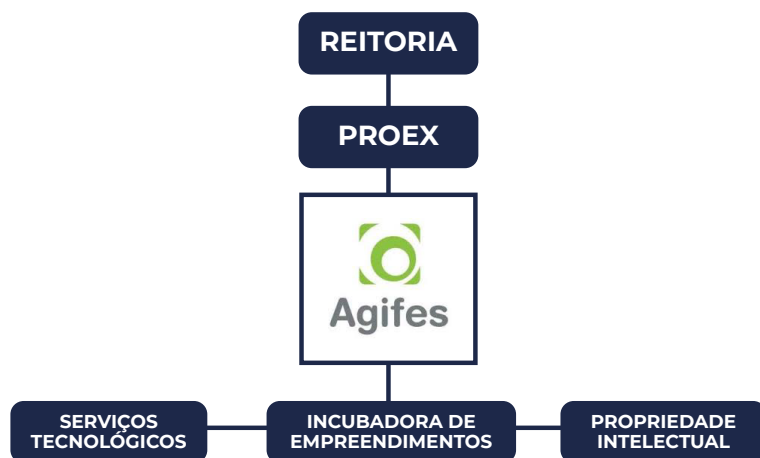 REITORIA
PROEX
Agifes
SERVIÇOS
TECNOLÓGICOS
INCUBADORA DE
EMPREENDIMENTOS
PROPRIEDADE
INTELECTUAL